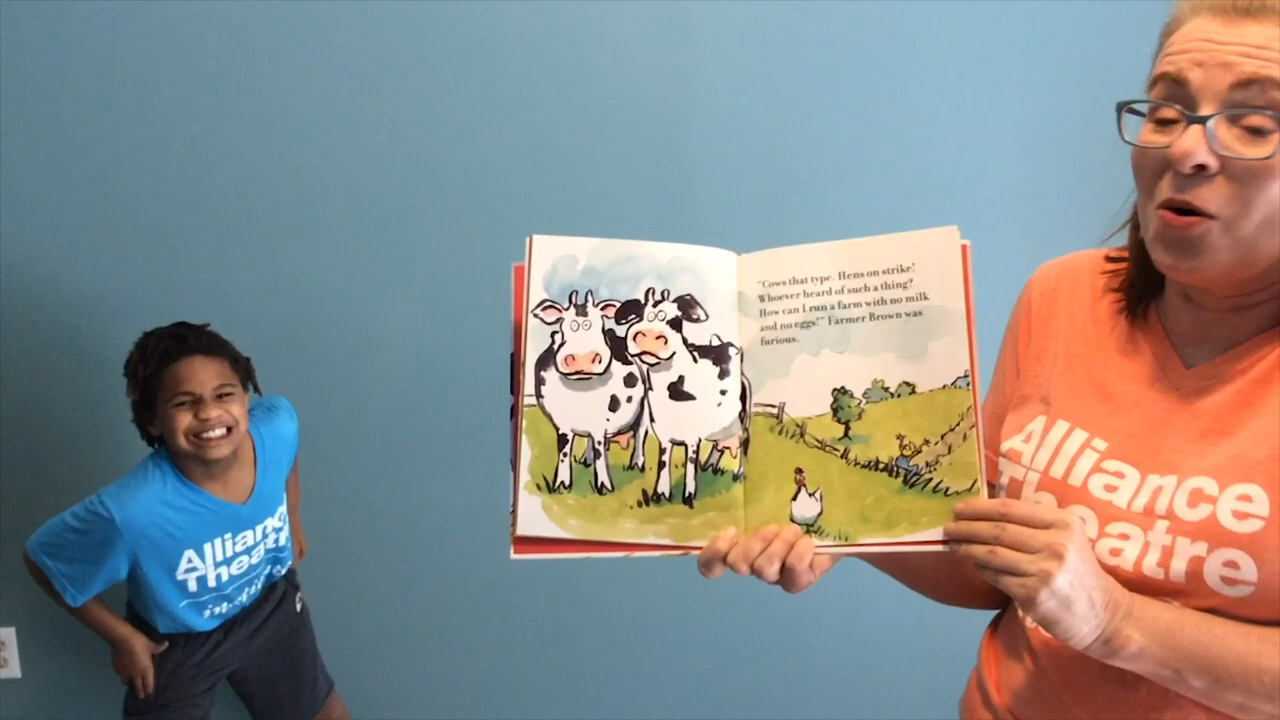 "Cows that type. Hens on strike!
Whoever heard of such a thing?
How can I run a farm with no milk
and no eggs!" Farmer Brown was
furious.
Alliance
Theatre
Alliance
Theatre